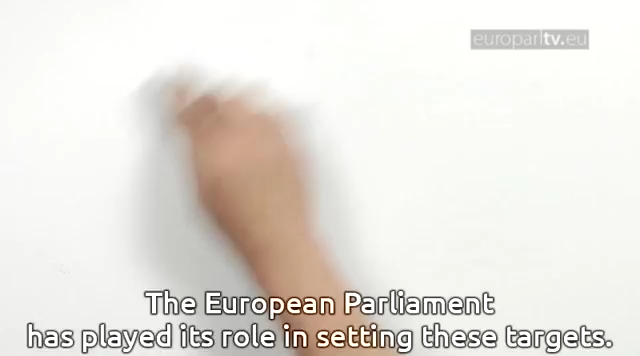 europarltv.eu
The European Parliament
has played its role in setting these targets.